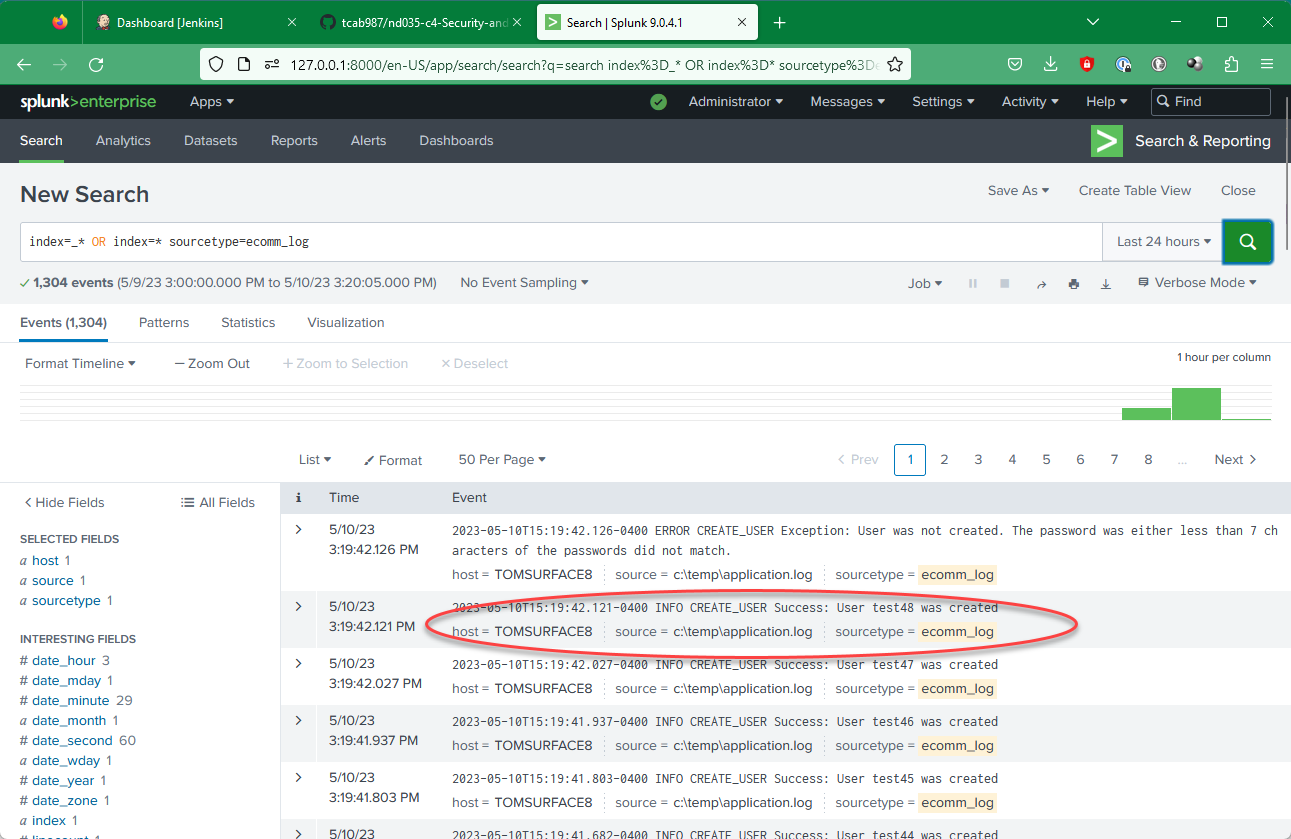 Dashboard [Jenkins]
tcab987/nd035-c4-Security-and
Search | Splunk 9.0.4.1
127.0.0.1:8000/en-US/app/search/search?q=search index%3D_* OR index%3D* sourcetype%3De
splunk>enterprise Apps Administrator Messages Settings Activity Help Find
Search Analytics Datasets Reports Alerts Dashboards Search & Reporting
New Search Save As Create Table View Close
index=_* OR index=* sourcetype=ecomm_log Last 24 hours
1,304 events (5/9/23 3:00:00.000 PM to 5/10/23 3:20:05.000 PM) No Event Sampling Job Verbose Mode
Events (1,304) Patterns Statistics Visualization
Format Timeline — Zoom Out + Zoom to Selection × Deselect 1 hour per column
List Format 50 Per Page < Prev 1 2 3 4 5 6 7 8 ... Next >
< Hide Fields All Fields
SELECTED FIELDS
a host 1
a source 1
a sourcetype 1
INTERESTING FIELDS
# date_hour 3
# date_mday 1
# date_minute 29
a date_month 1
# date_second 60
a date_wday 1
# date_year 1
# date_zone 1
a index 1
# linecount 1
i Time Event
5/10/23
3:19:42.126 PM
2023-05-10T15:19:42.126-0400 ERROR CREATE_USER Exception: User was not created. The password was either less than 7 ch
aracters of the passwords did not match.
host = TOMSURFACE8 source = c:\temp\application.log sourcetype = ecomm_log
5/10/23
3:19:42.121 PM
2023-05-10T15:19:42.121-0400 INFO CREATE_USER Success: User test48 was created
host = TOMSURFACE8 source = c:\temp\application.log sourcetype = ecomm_log
5/10/23
3:19:42.027 PM
2023-05-10T15:19:42.027-0400 INFO CREATE_USER Success: User test47 was created
host = TOMSURFACE8 source = c:\temp\application.log sourcetype = ecomm_log
5/10/23
3:19:41.937 PM
2023-05-10T15:19:41.937-0400 INFO CREATE_USER Success: User test46 was created
host = TOMSURFACE8 source = c:\temp\application.log sourcetype = ecomm_log
5/10/23
3:19:41.803 PM
2023-05-10T15:19:41.803-0400 INFO CREATE_USER Success: User test45 was created
host = TOMSURFACE8 source = c:\temp\application.log sourcetype = ecomm_log
5/10/23
2023-05-10T15:19:41.682-0400 INFO CREATE_USER Success: User test44 was created